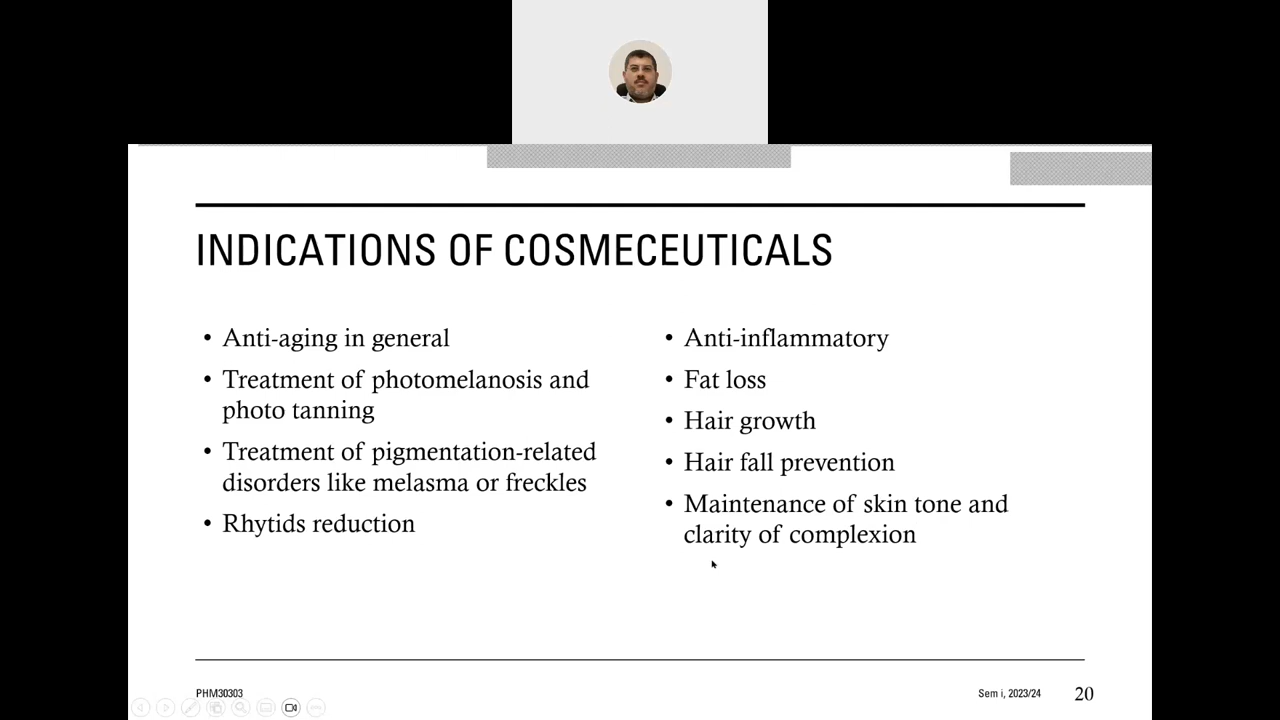 INDICATIONS OF COSMECEUTICALS
• Anti-aging in general
• Treatment of photomelanosis and
photo tanning
• Treatment of pigmentation-related
disorders like melasma or freckles
• Rhytids reduction
• Anti-inflammatory
• Fat loss
• Hair growth
• Hair fall prevention
• Maintenance of skin tone and
clarity of complexion
PHM30303
Sem i, 2023/24
20